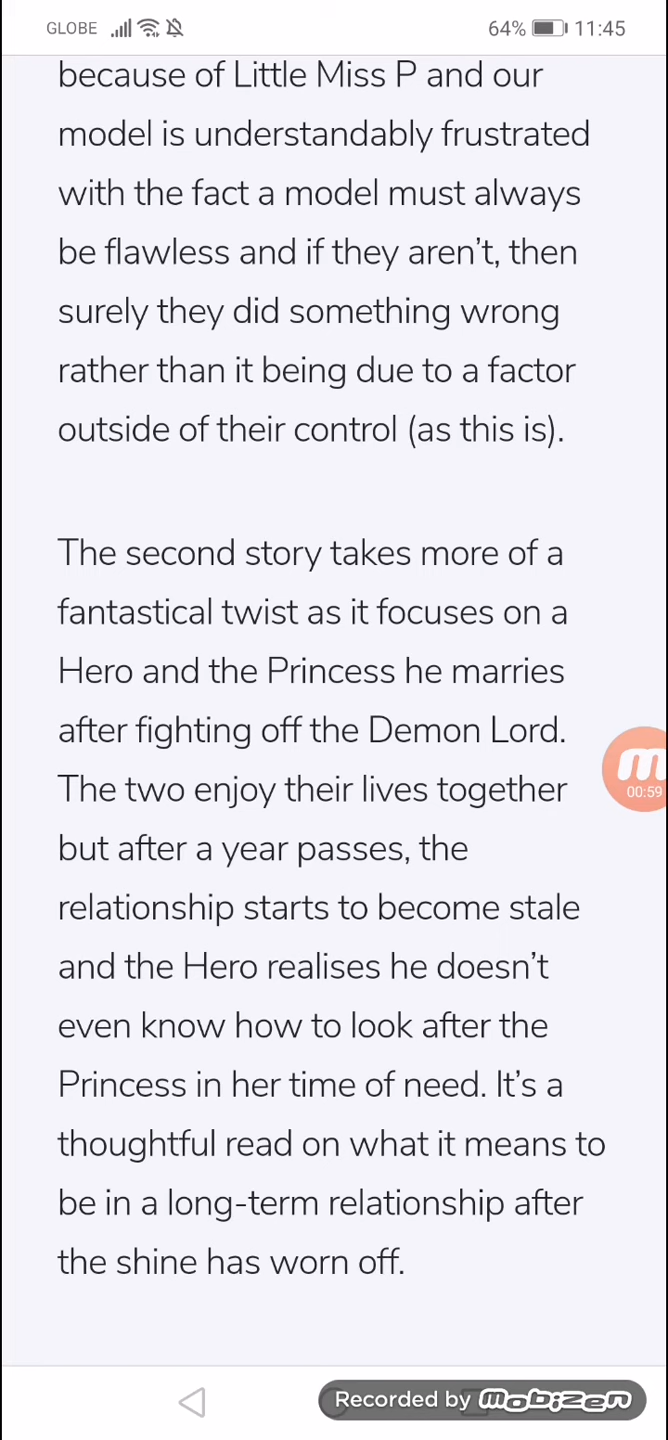 GLOBE 64% 11:45
because of Little Miss P and our
model is understandably frustrated
with the fact a model must always
be flawless and if they aren’t, then
surely they did something wrong
rather than it being due to a factor
outside of their control (as this is).
The second story takes more of a
fantastical twist as it focuses on a
Hero and the Princess he marries
after fighting off the Demon Lord.
m
The two enjoy their lives together
00:59
but after a year passes, the
relationship starts to become stale
and the Hero realises he doesn’t
even know how to look after the
Princess in her time of need. It’s a
thoughtful read on what it means to
be in a long-term relationship after
the shine has worn off.
Recorded by mobizen